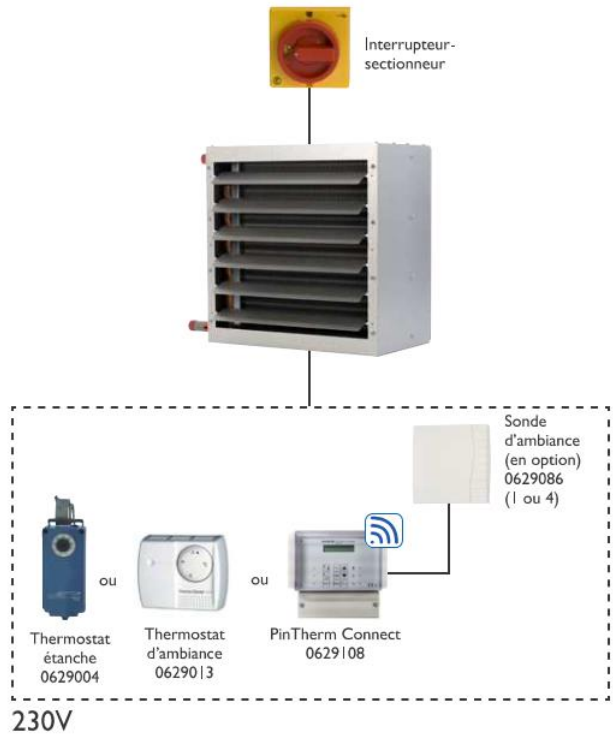 Interrupteur-
sectionneur
Sonde
d'ambiance
(en option)
0629086
(1 ou 4)
ou
ou
Thermostat
étanche
0629004
Thermostat
d'ambiance
0629013
PinTherm Connect
0629108
230V